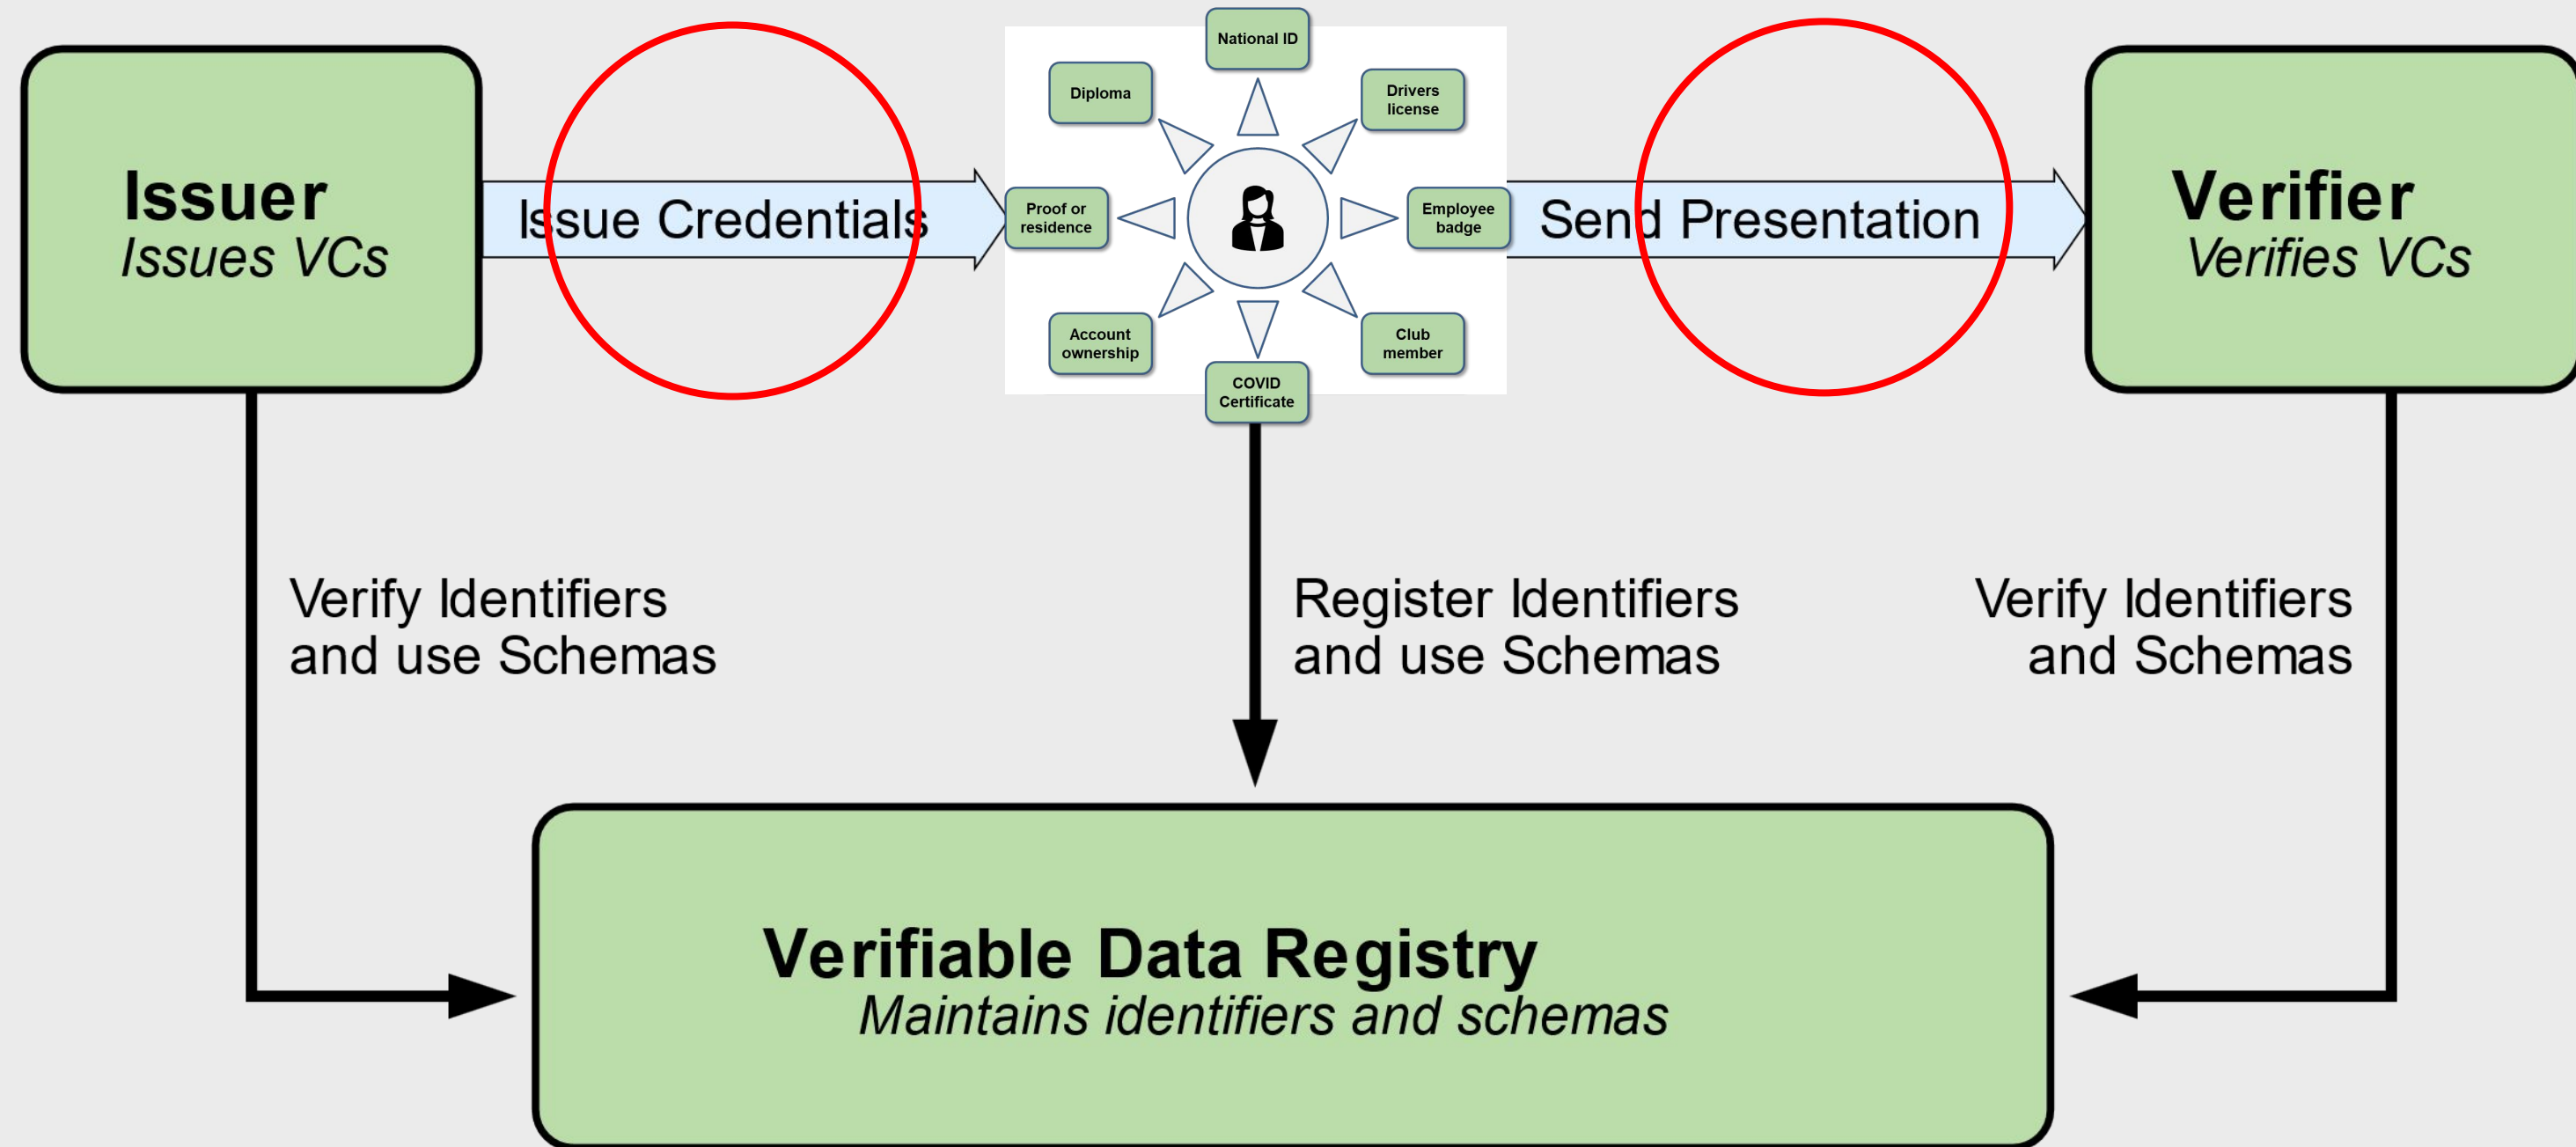 Issuer
Issues VCs
Issue Credentials
National ID
Diploma
Drivers
license
Proof or
residence
Employee
badge
Account
ownership
Club
member
COVID
Certificate
Send Presentation
Verifier
Verifies VCs
Verify Identifiers
and use Schemas
Register Identifiers
and use Schemas
Verify Identifiers
and Schemas
Verifiable Data Registry
Maintains identifiers and schemas